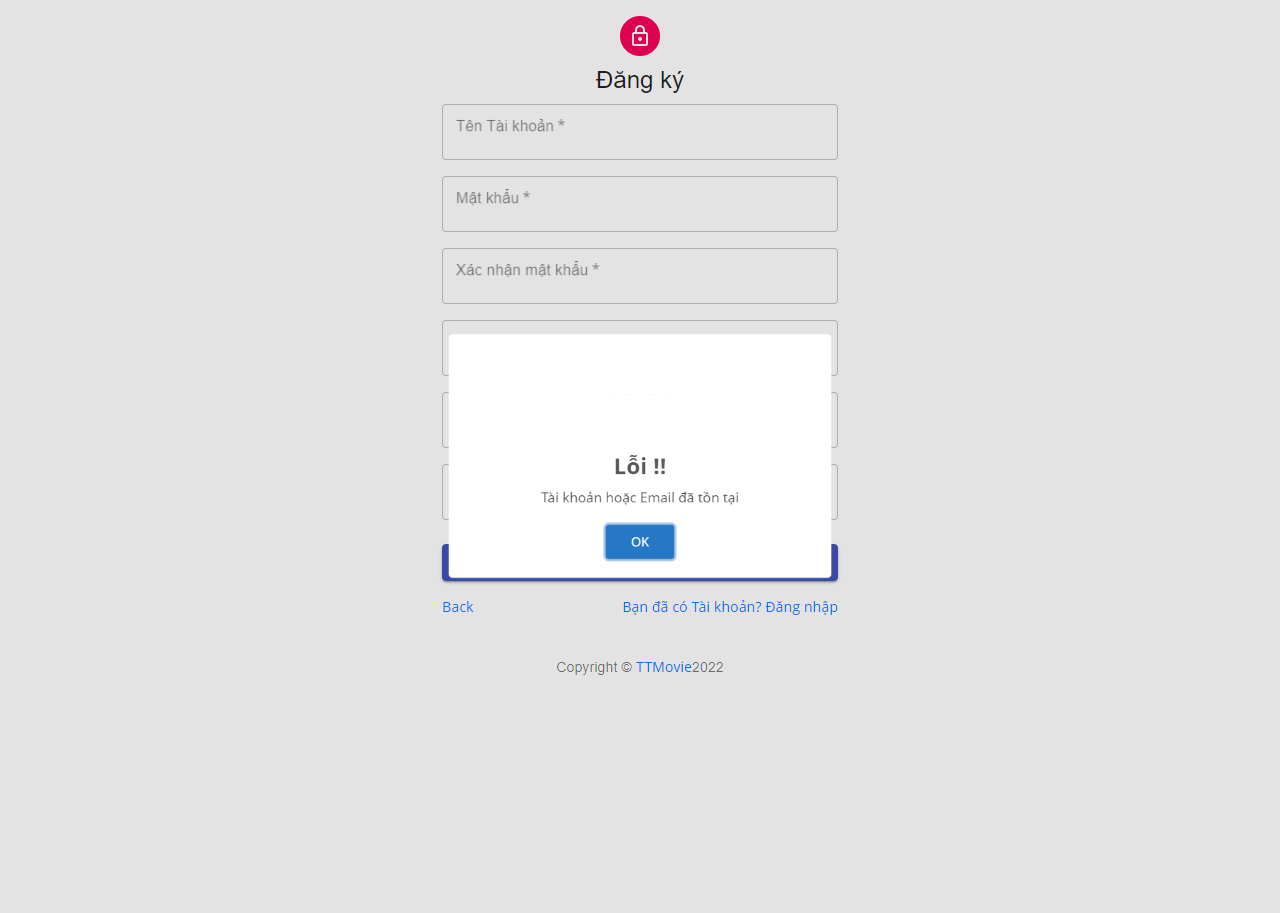 Đăng ký
Tên Tài khoản *
Mật khẩu *
Xác nhận mật khẩu *
Lỗi !!
Tài khoản hoặc Email đã tồn tại
OK
Back
Bạn đã có Tài khoản? Đăng nhập
Copyright © TTMovie2022